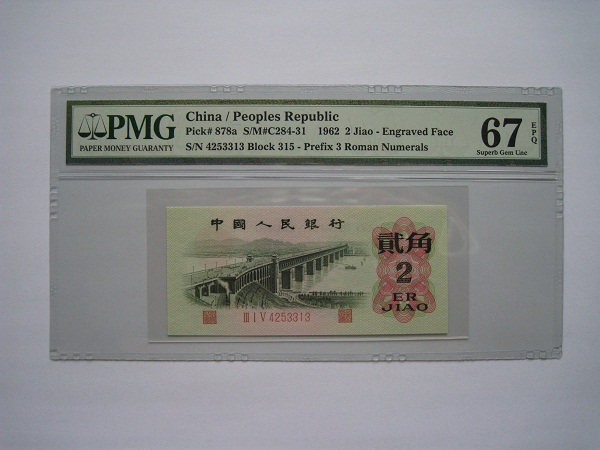 PMG
PAPER MONEY GUARANTY
China / Peoples Republic
Pick# 878a S/M#C284-31 1962 2 Jiao - Engraved Face
S/N 4253313 Block 315 - Prefix 3 Roman Numerals
67
EPQ
Superb Gem Unc
中國人民銀行
貳角
2
ER
JIAO
III I V 4253313